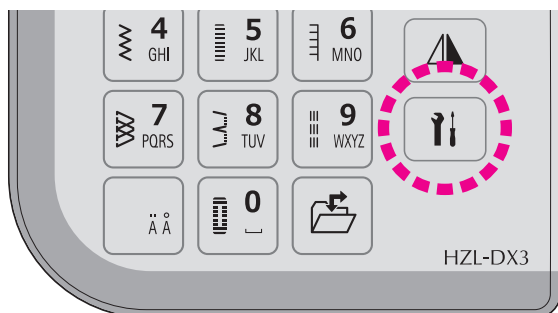 4 5 6
GHI JKL MNO
7 8 9
PQRS TUV WXYZ
Ä Å 0
HZL-DX3